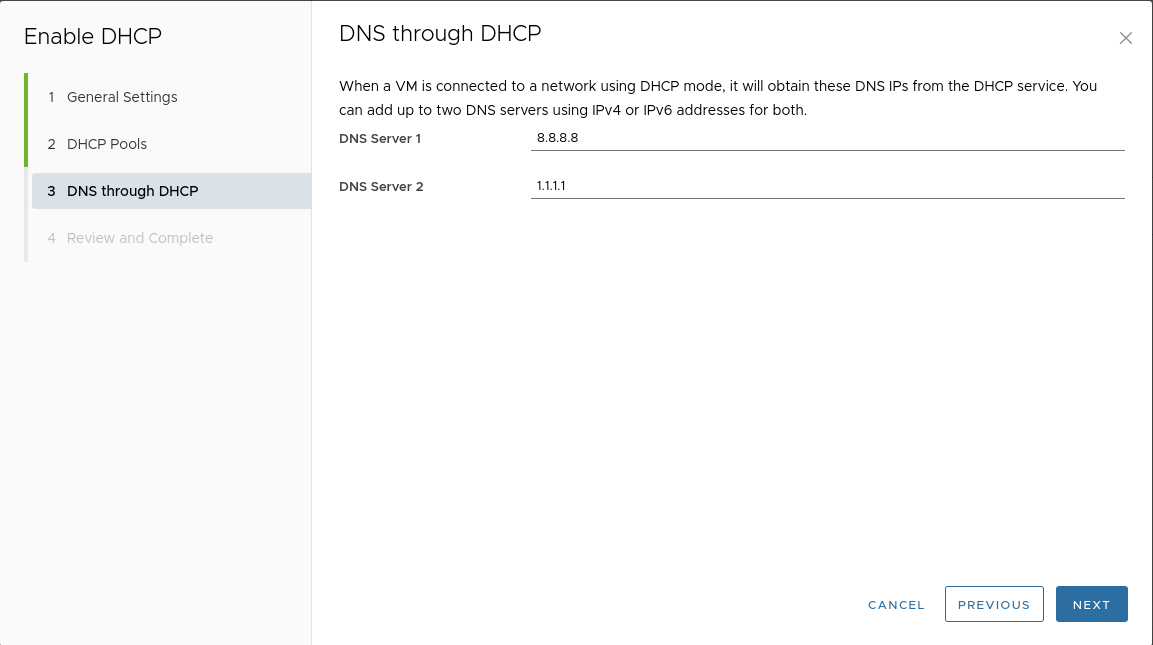 Enable DHCP
1 General Settings
2 DHCP Pools
3 DNS through DHCP
4 Review and Complete
DNS through DHCP
When a VM is connected to a network using DHCP mode, it will obtain these DNS IPs from the DHCP service. You
can add up to two DNS servers using IPv4 or IPv6 addresses for both.
DNS Server 1 8.8.8.8
DNS Server 2 1.1.1.1
CANCEL PREVIOUS NEXT